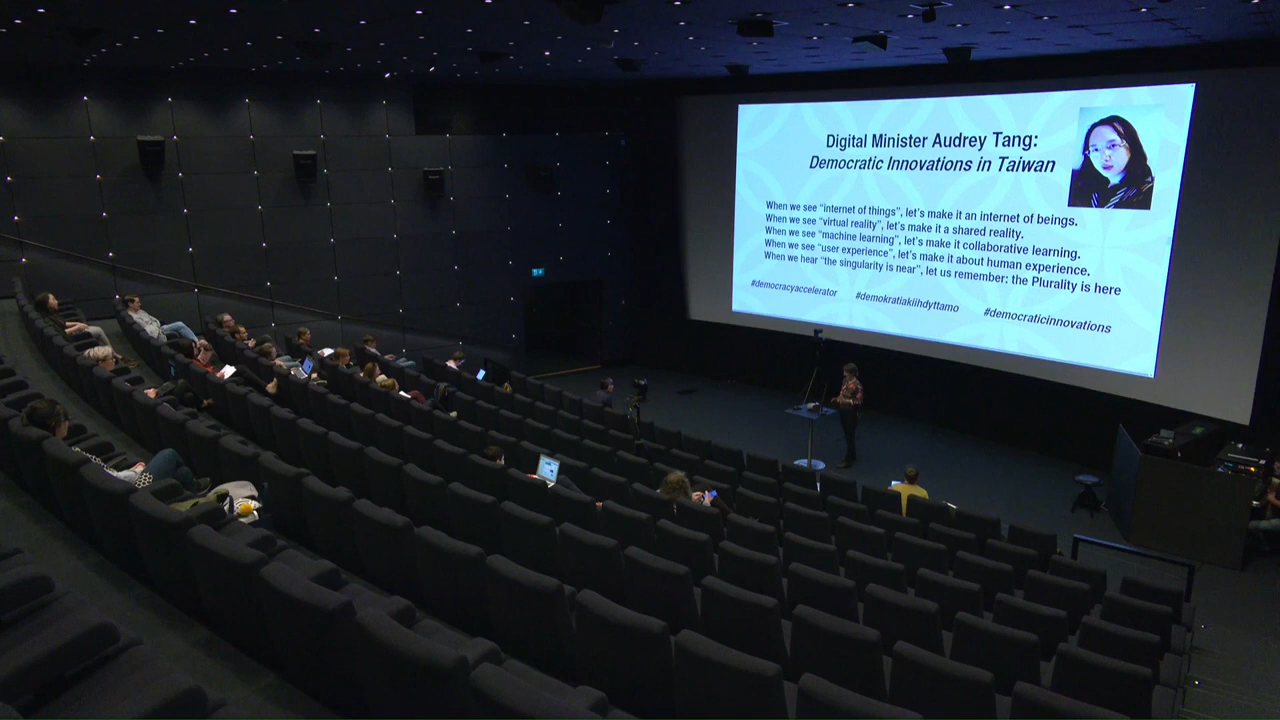 Digital Minister Audrey Tang:
Democratic Innovations in Taiwan
When we see “internet of things”, let’s make it an internet of beings.
When we see “virtual reality”, let’s make it a shared reality.
When we see “machine learning”, let’s make it collaborative learning.
When we see “user experience”, let’s make it about human experience.
When we hear “the singularity is near”, let us remember: the Plurality is here
#democracyaccelerator #demokratiakiihdyttamo #democraticinnovations